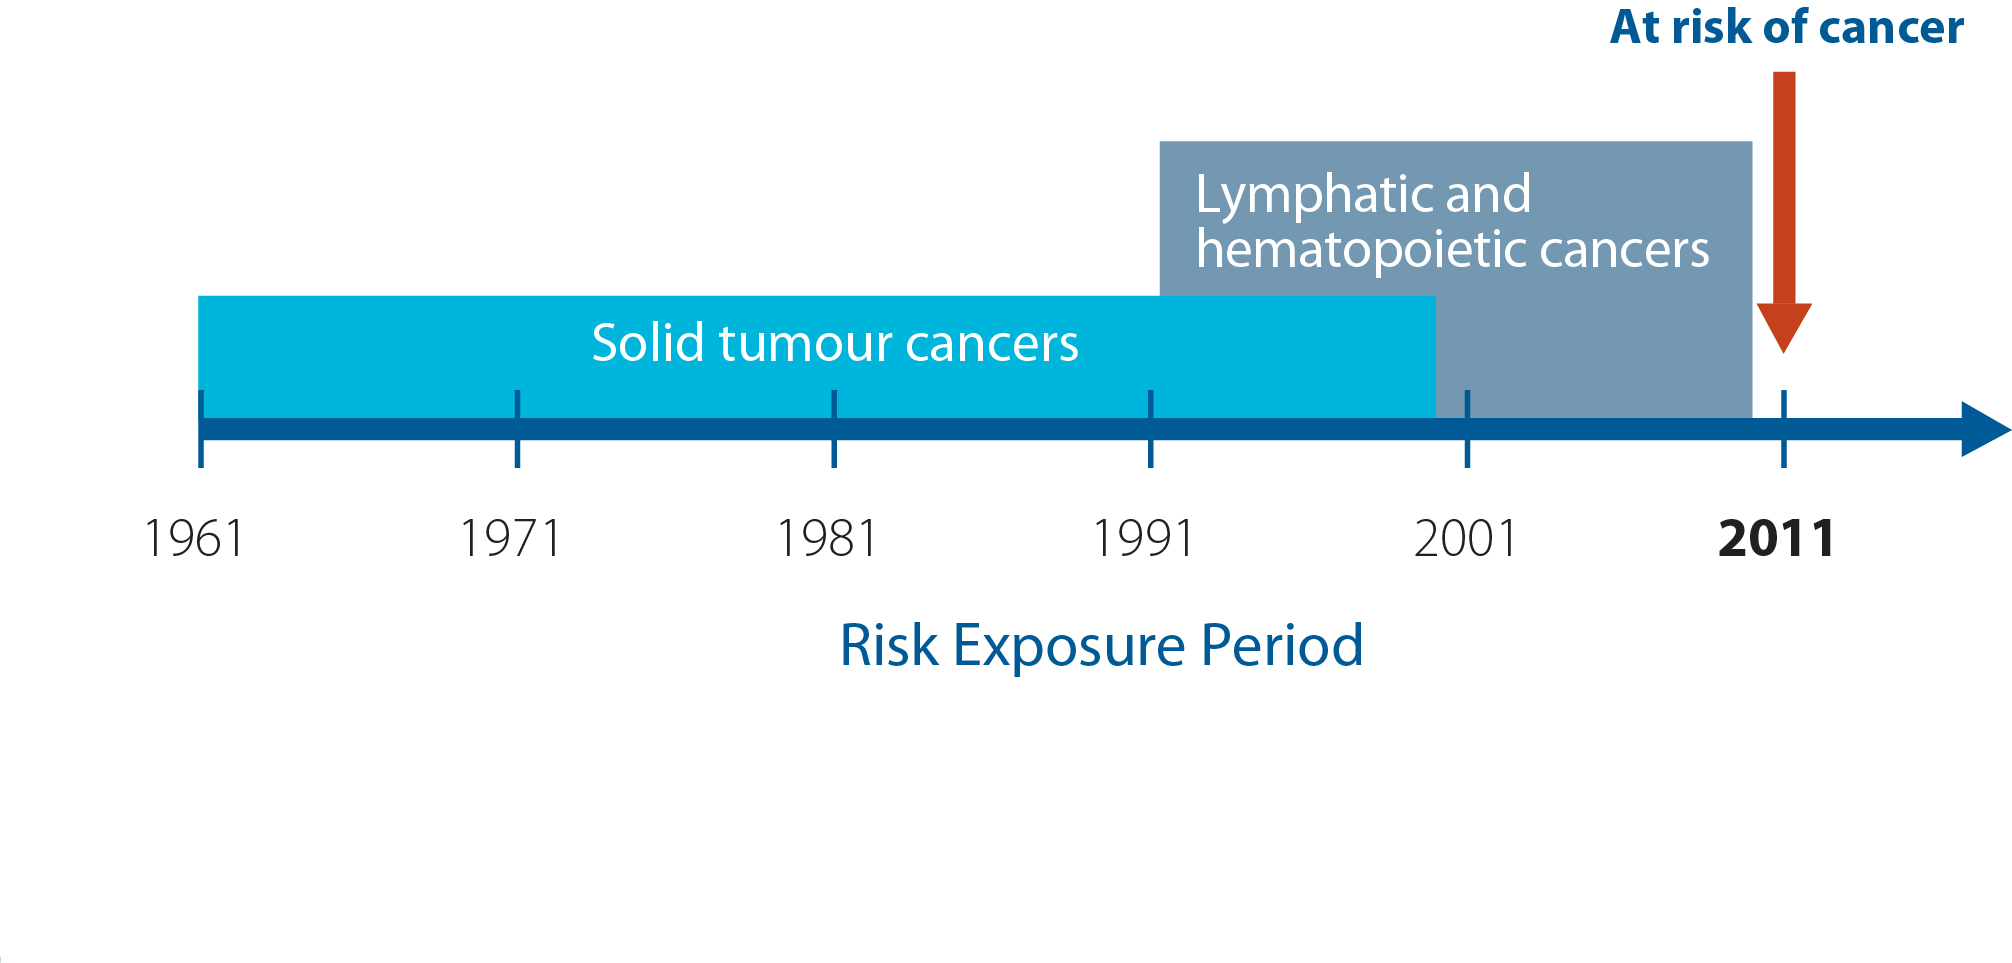 At risk of cancer
Lymphatic and
hematopoietic cancers
Solid tumour cancers
1961 1971 1981 1991 2001 2011
Risk Exposure Period